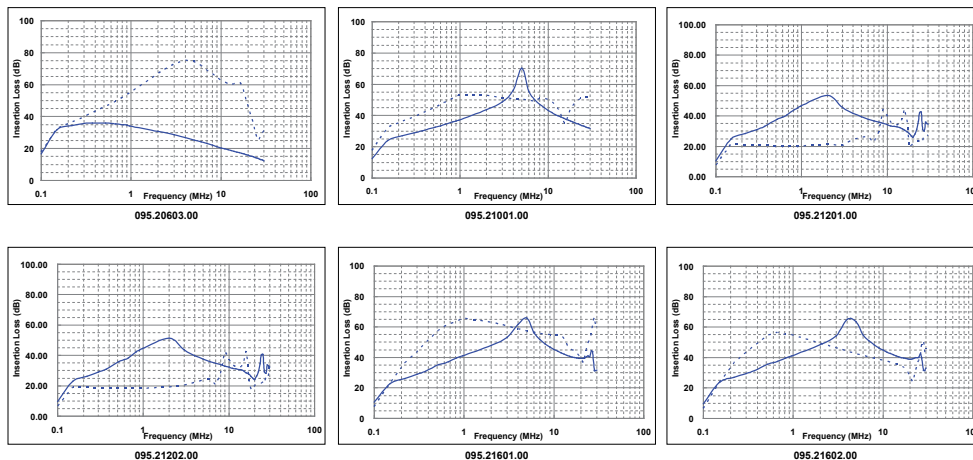 100
80
60
40
20
0
Insertion Loss (dB)
0.1 1 10 100
Frequency (MHz)
095.20603.00
100
80
60
40
20
0
Insertion Loss (dB)
0.1 1 10 100
Frequency (MHz)
095.21001.00
100.00
80.00
60.00
40.00
20.00
0.00
Insertion Loss (dB)
0.1 1 10 100
Frequency (MHz)
095.21201.00
100.00
80.00
60.00
40.00
20.00
0.00
Insertion Loss (dB)
0.1 1 10 100
Frequency (MHz)
095.21202.00
100
80
60
40
20
0
Insertion Loss (dB)
0.1 1 10 100
Frequency (MHz)
095.21601.00
100
80
60
40
20
0
Insertion Loss (dB)
0.1 1 10 100
Frequency (MHz)
095.21602.00